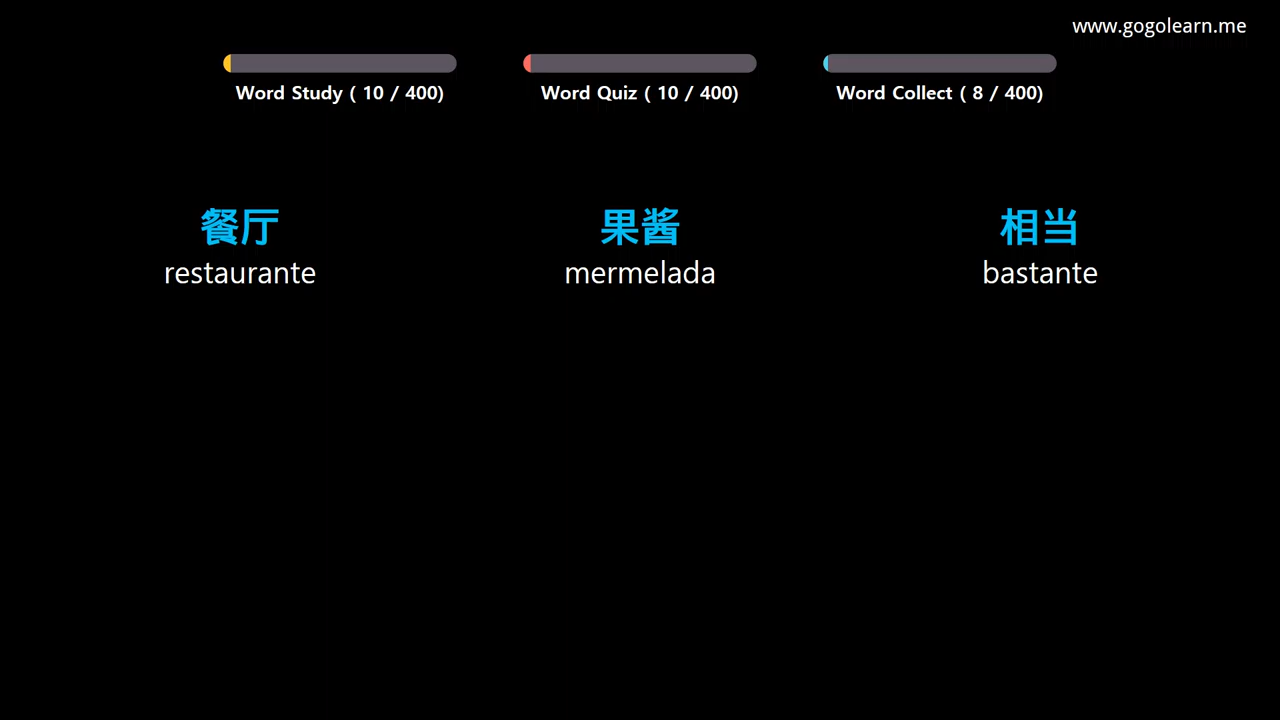 www.gogolearn.me
Word Study ( 10 / 400)
Word Quiz ( 10 / 400)
Word Collect ( 8 / 400)
餐厅
restaurante
果酱
mermelada
相当
bastante